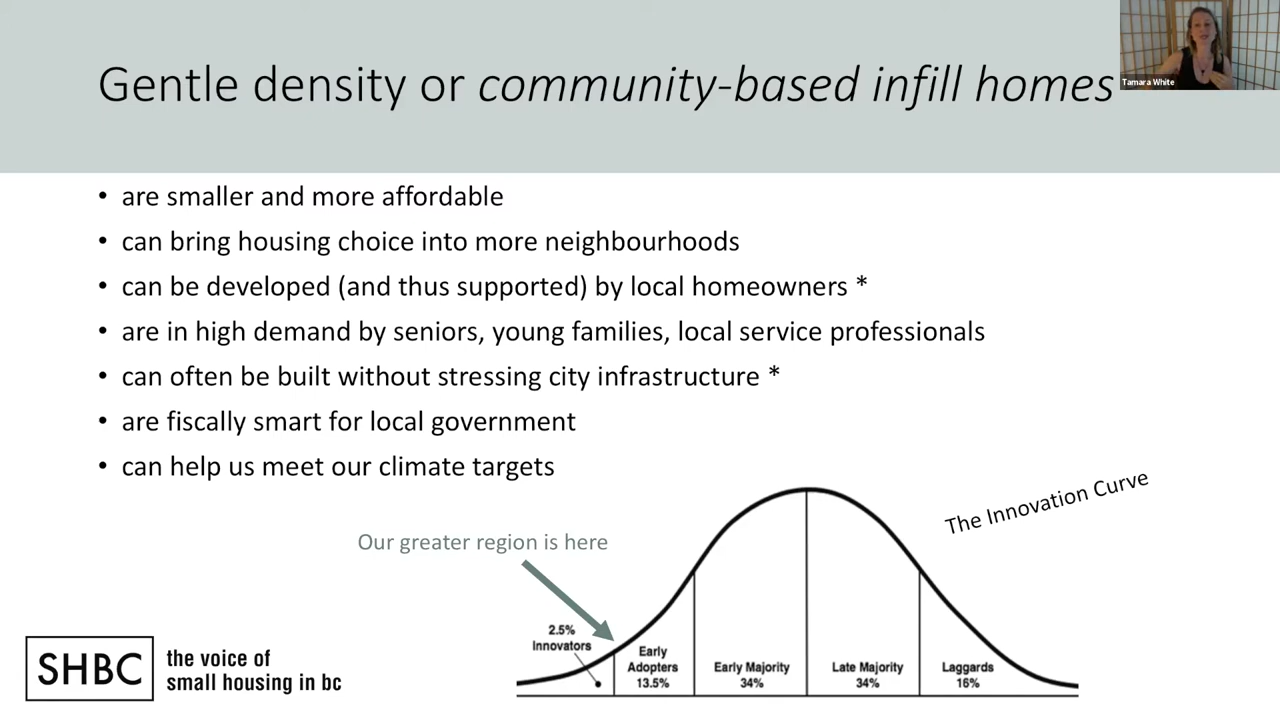 Gentle density or community-based infill homes
Tamara White
• are smaller and more affordable
• can bring housing choice into more neighbourhoods
• can be developed (and thus supported) by local homeowners *
• are in high demand by seniors, young families, local service professionals
• can often be built without stressing city infrastructure *
• are fiscally smart for local government
• can help us meet our climate targets
The Innovation Curve
Our greater region is here
2.5%
Innovators
Early
Adopters
13.5%
Early Majority
34%
Late Majority
34%
Laggards
16%
SHBC
the voice of
small housing in bc